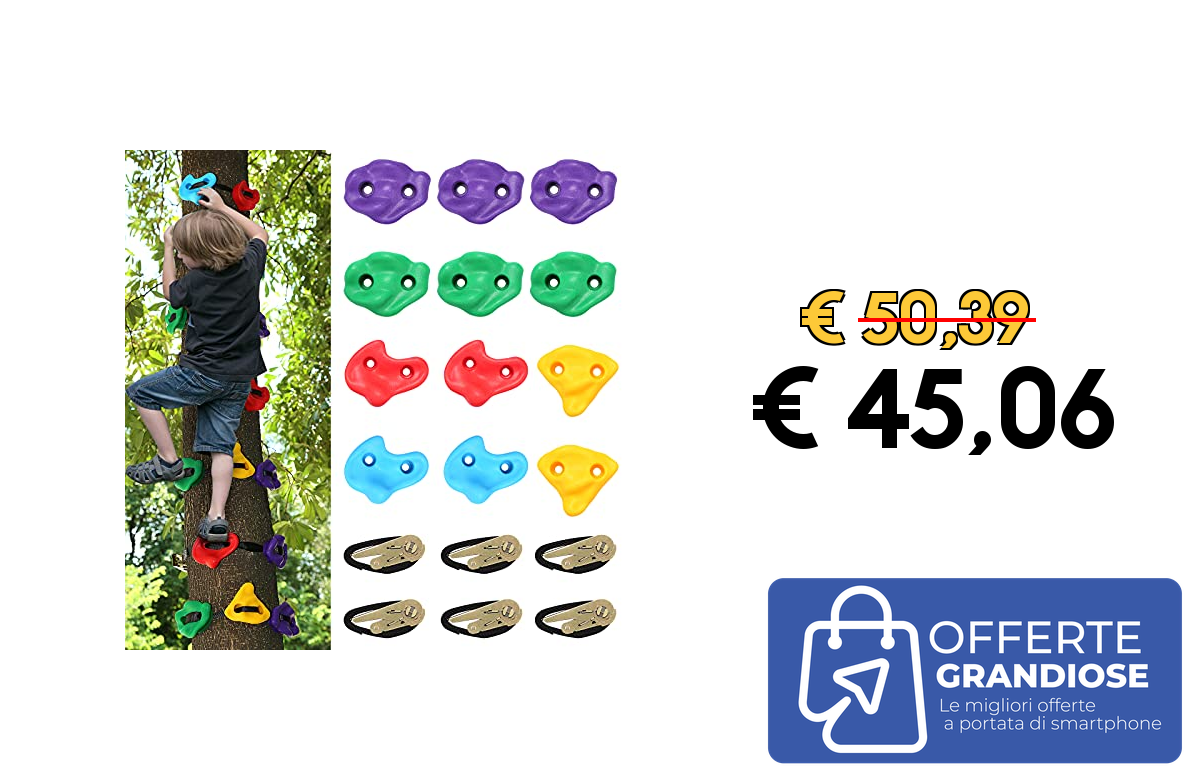 € 50,39
€ 45,06
OFFERTE
GRANDIOSE
Le migliori offerte
a portata di smartphone